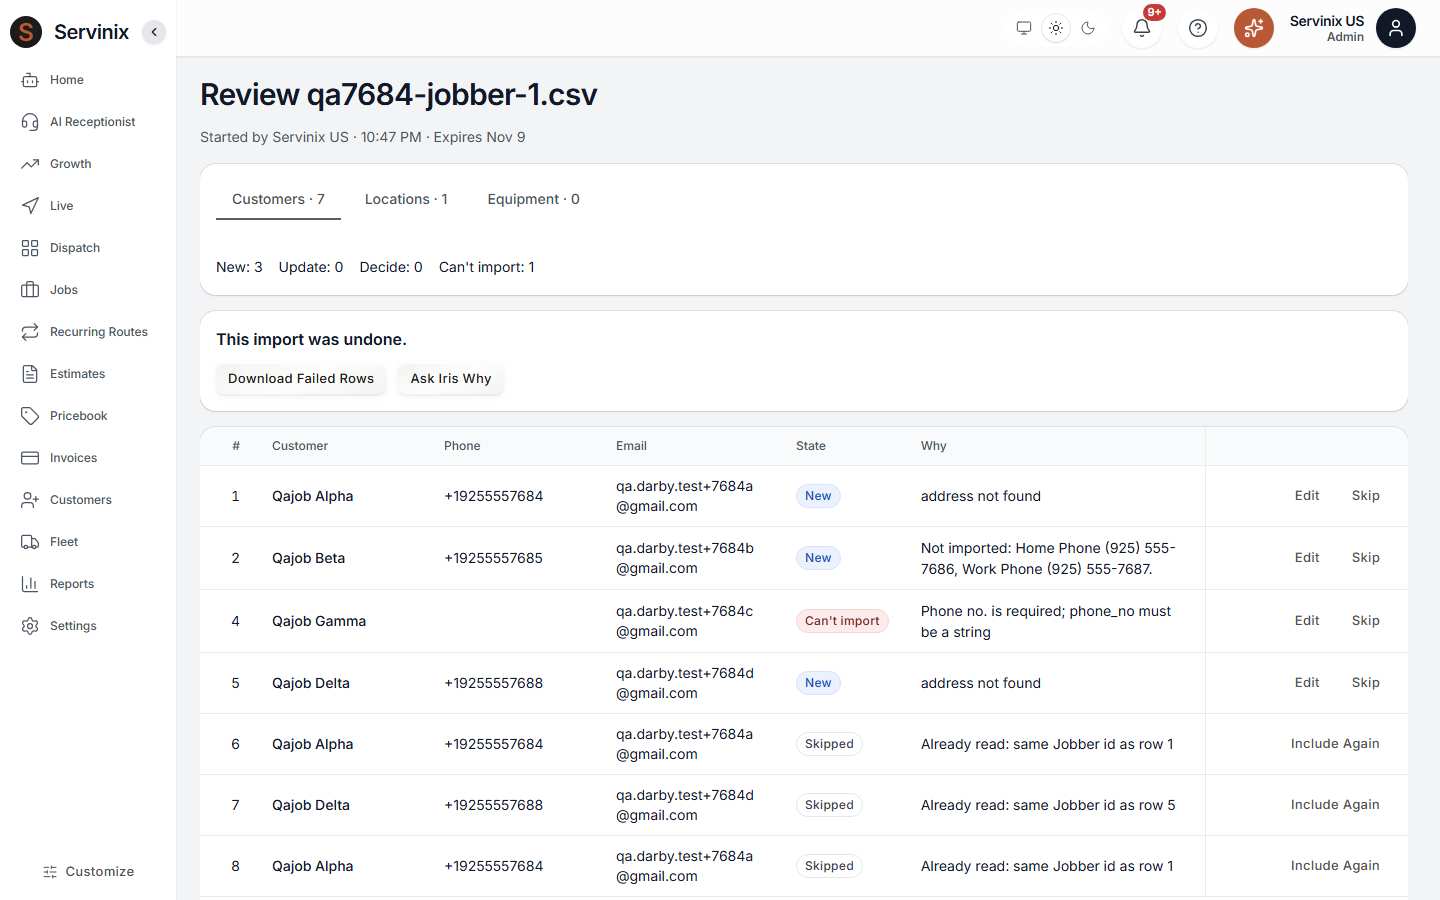 S Servinix
Home
AI Receptionist
Growth
Live
Dispatch
Jobs
Recurring Routes
Estimates
Pricebook
Invoices
Customers
Fleet
Reports
Settings
Customize
9+
Servinix US
Admin
Review qa7684-jobber-1.csv
Started by Servinix US · 10:47 PM · Expires Nov 9
Customers · 7 Locations · 1 Equipment · 0
New: 3 Update: 0 Decide: 0 Can't import: 1
This import was undone.
Download Failed Rows Ask Iris Why
# Customer Phone Email State Why
1 Qajob Alpha +19255557684 qa.darby.test+7684a
@gmail.com New address not found Edit Skip
2 Qajob Beta +19255557685 qa.darby.test+7684b
@gmail.com New Not imported: Home Phone (925) 555-
7686, Work Phone (925) 555-7687. Edit Skip
4 Qajob Gamma qa.darby.test+7684c
@gmail.com Can't import Phone no. is required; phone_no must
be a string Edit Skip
5 Qajob Delta +19255557688 qa.darby.test+7684d
@gmail.com New address not found Edit Skip
6 Qajob Alpha +19255557684 qa.darby.test+7684a
@gmail.com Skipped Already read: same Jobber id as row 1 Include Again
7 Qajob Delta +19255557688 qa.darby.test+7684d
@gmail.com Skipped Already read: same Jobber id as row 5 Include Again
8 Qajob Alpha +19255557684 qa.darby.test+7684a
@gmail.com Skipped Already read: same Jobber id as row 1 Include Again